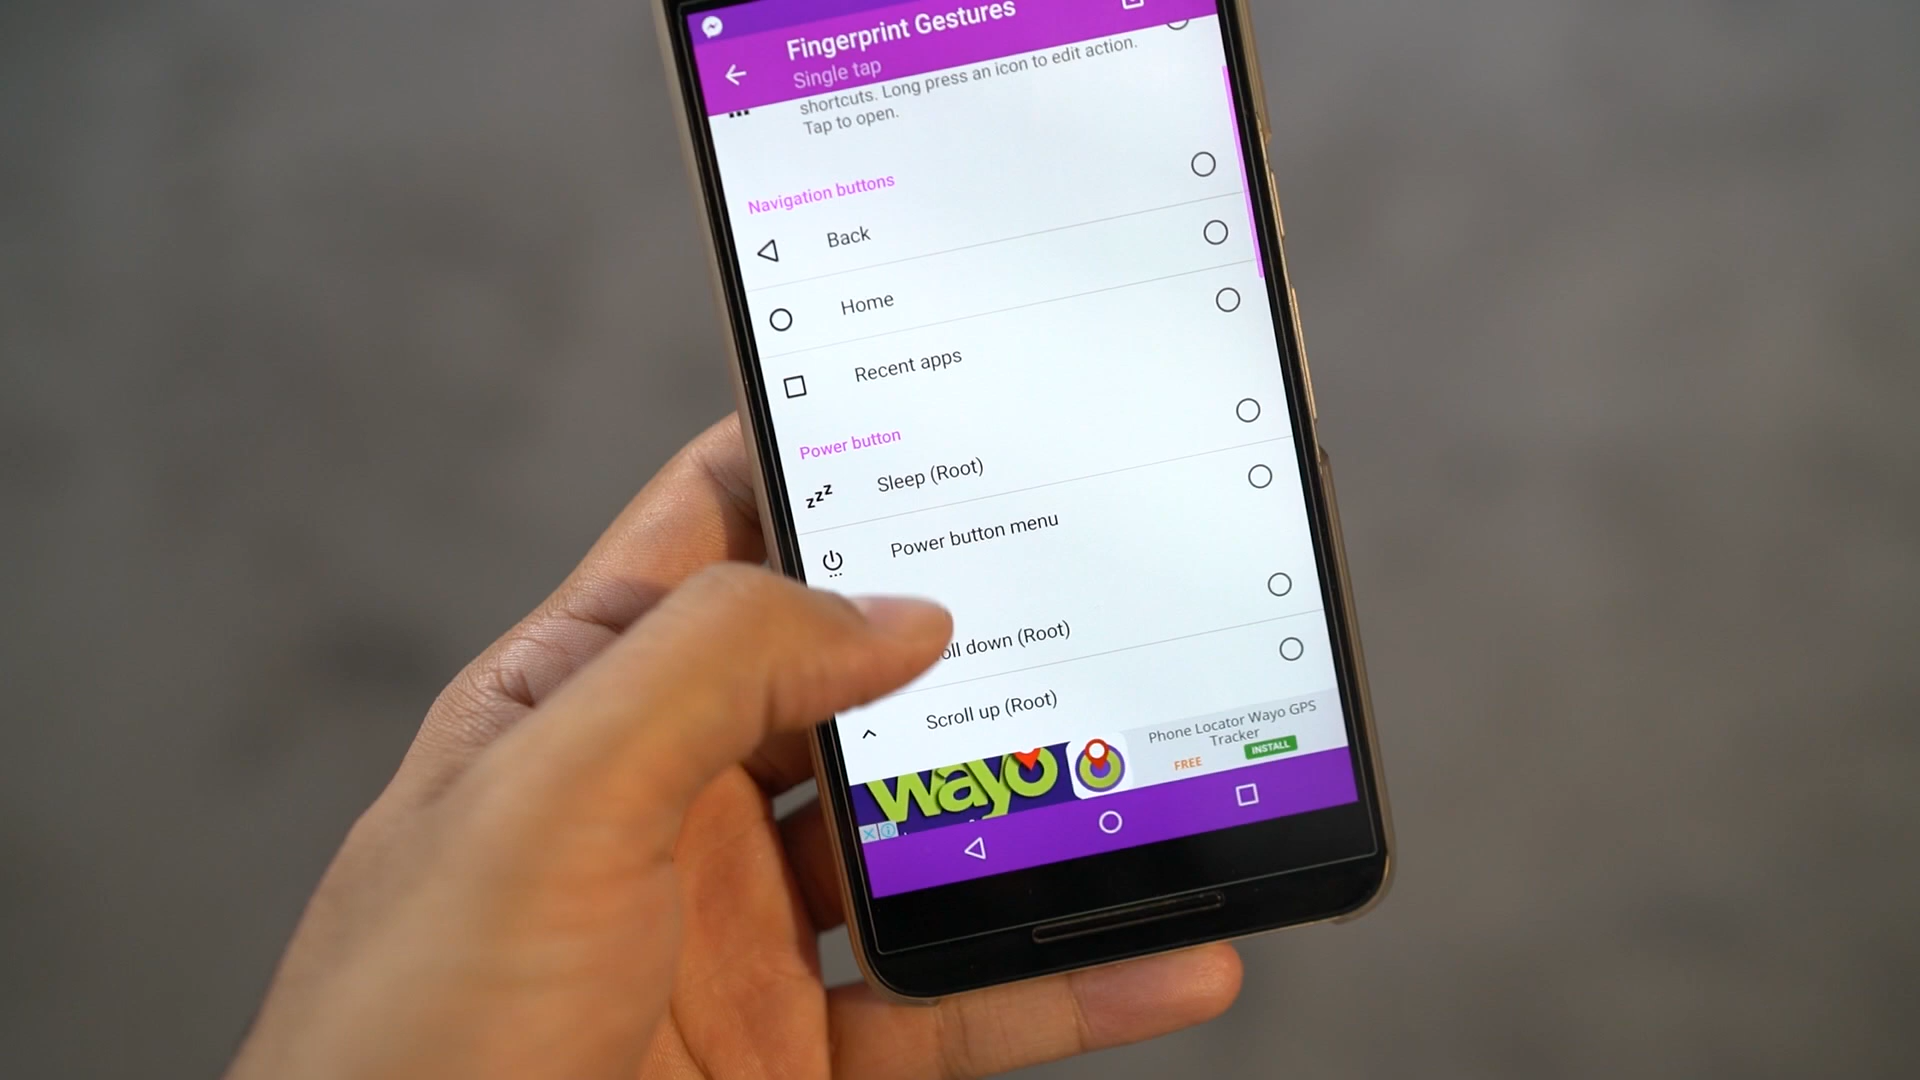 Fingerprint Gestures
Single tap
shortcuts. Long press an icon to edit action.
Tap to open.
Navigation buttons
Back
Home
Recent apps
Power button
zzz
Sleep (Root)
Power button menu
oll down (Root)
Scroll up (Root)
wayo
Phone Locator Wayo GPS
Tracker
FREE
INSTALL